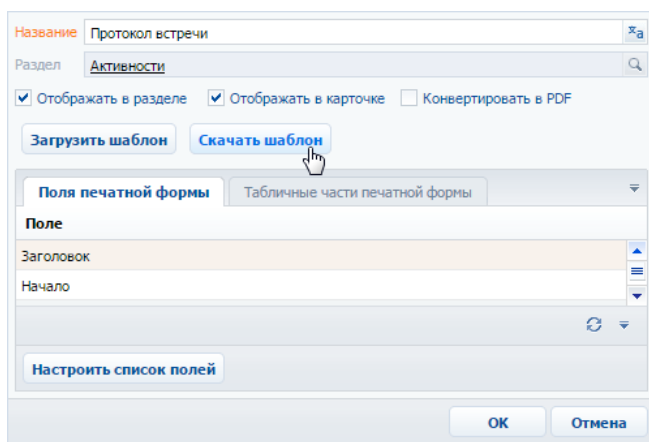 Название Протокол встречи
Раздел Активности
Отображать в разделе Отображать в карточке Конвертировать в PDF
Загрузить шаблон Скачать шаблон
Поля печатной формы Табличные части печатной формы
Поле
Заголовок
Начало
Настроить список полей
ОК Отмена